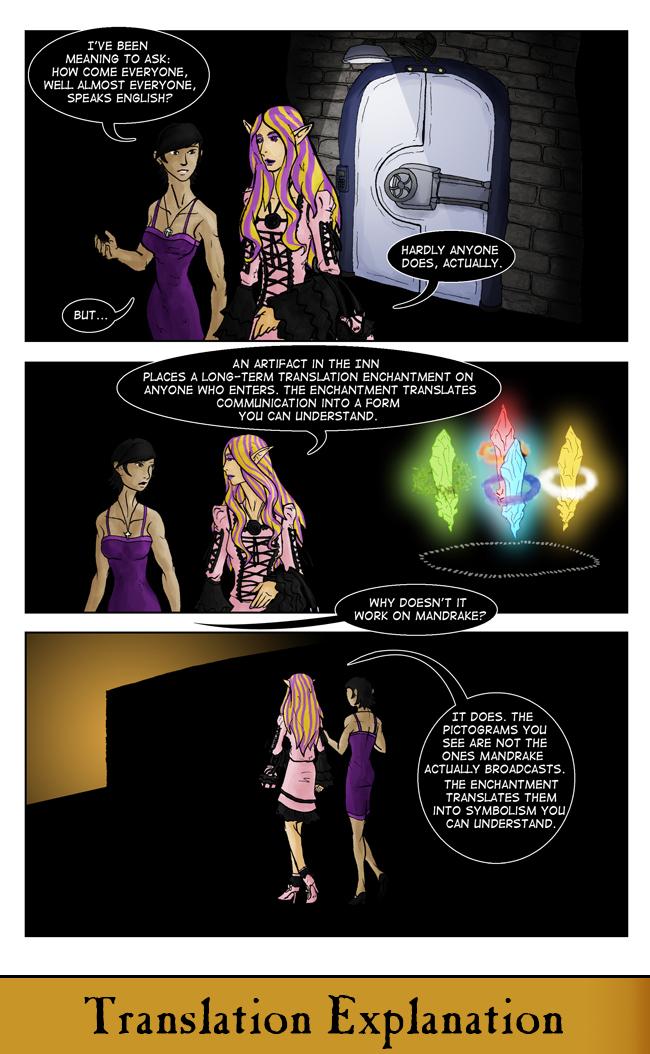 I'VE BEEN
MEANING TO ASK:
HOW COME EVERYONE,
WELL ALMOST EVERYONE,
SPEAKS ENGLISH?
HARDLY ANYONE
DOES, ACTUALLY.
BUT...
AN ARTIFACT IN THE INN
PLACES A LONG-TERM TRANSLATION ENCHANTMENT ON
ANYONE WHO ENTERS. THE ENCHANTMENT TRANSLATES
COMMUNICATION INTO A FORM
YOU CAN UNDERSTAND.
WHY DOESN'T IT
WORK ON MANDRAKE?
IT DOES. THE
PICTOGRAMS YOU
SEE ARE NOT THE
ONES MANDRAKE
ACTUALLY BROADCASTS.
THE ENCHANTMENT
TRANSLATES THEM
INTO SYMBOLISM YOU
CAN UNDERSTAND.
Translation Explanation